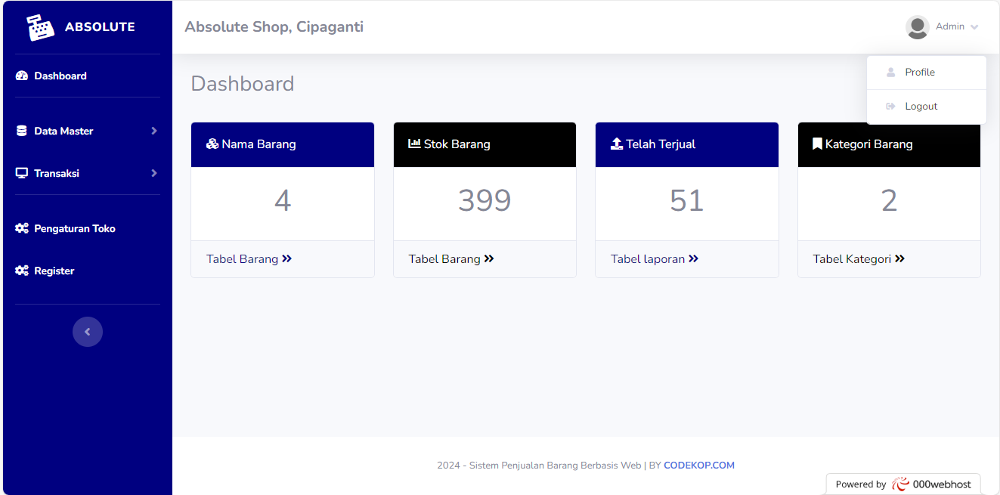 ABSOLUTE
Absolute Shop, Cipaganti
Admin
Dashboard
Data Master
Transaksi
Pengaturan Toko
Register
Profile
Logout
Dashboard
Nama Barang
4
Tabel Barang
Stok Barang
399
Tabel Barang
Telah Terjual
51
Tabel laporan
Kategori Barang
2
Tabel Kategori
2024 - Sistem Penjualan Barang Berbasis Web | BY CODEKOP.COM
Powered by 000webhost